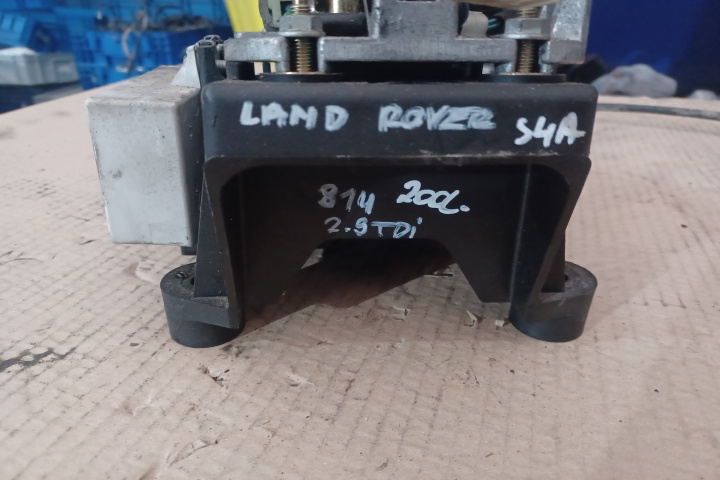 LAND ROVER S4A
814 200L.
2.5TDi